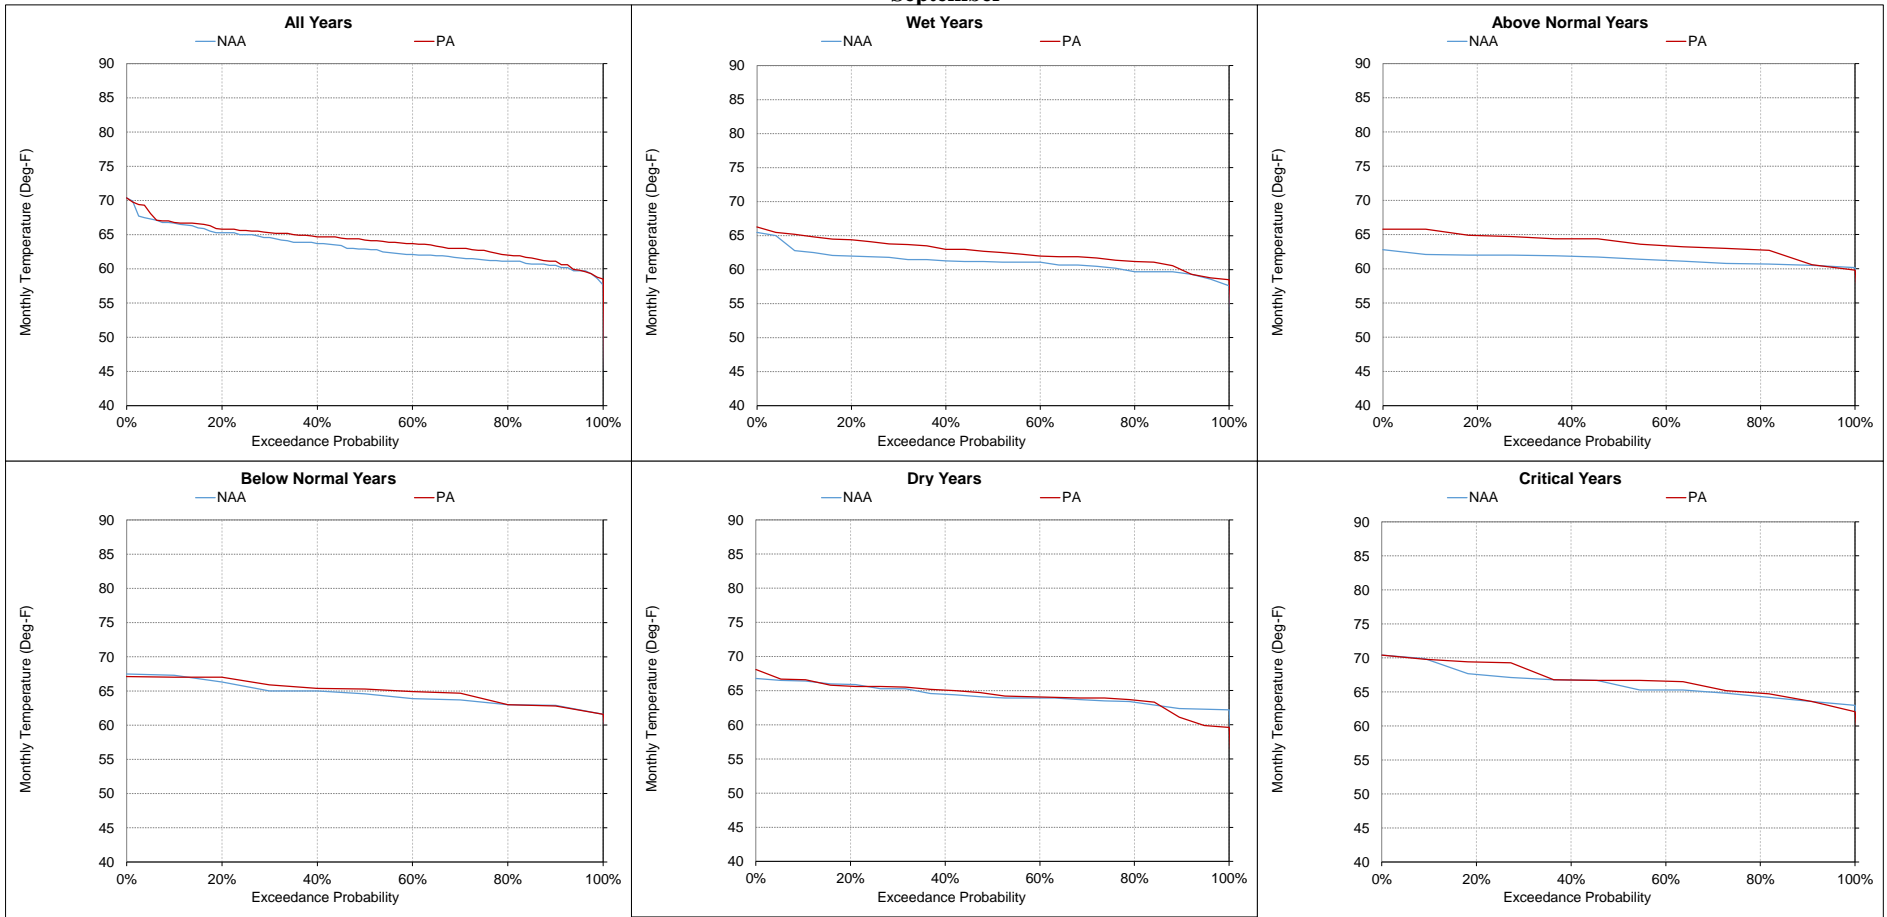 September
All Years
NAA PA
90
85
80
75
70
65
60
55
50
45
40
0% 20% 40% 60% 80% 100%
Monthly Temperature (Deg-F)
Exceedance Probability
Wet Years
NAA PA
90
85
80
75
70
65
60
55
50
45
40
0% 20% 40% 60% 80% 100%
Monthly Temperature (Deg-F)
Exceedance Probability
Above Normal Years
NAA PA
90
85
80
75
70
65
60
55
50
45
40
0% 20% 40% 60% 80% 100%
Monthly Temperature (Deg-F)
Exceedance Probability
Below Normal Years
NAA PA
90
85
80
75
70
65
60
55
50
45
40
0% 20% 40% 60% 80% 100%
Monthly Temperature (Deg-F)
Exceedance Probability
Dry Years
NAA PA
90
85
80
75
70
65
60
55
50
45
40
0% 20% 40% 60% 80% 100%
Monthly Temperature (Deg-F)
Exceedance Probability
Critical Years
NAA PA
90
85
80
75
70
65
60
55
50
45
40
0% 20% 40% 60% 80% 100%
Monthly Temperature (Deg-F)
Exceedance Probability